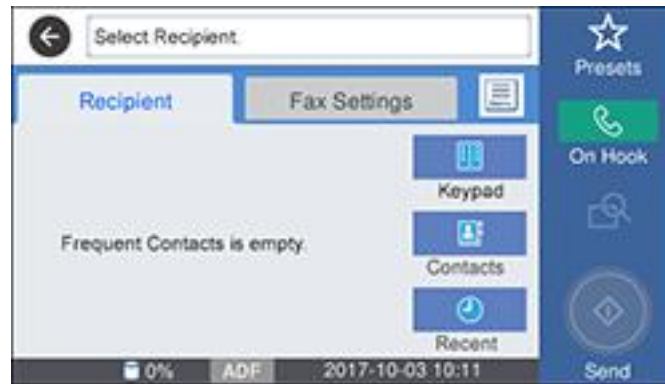 Select Recipient.
Presets
Recipient
Fax Settings
On Hook
Keypad
Frequent Contacts is empty.
Contacts
Recent
0%
ADF
2017-10-03 10:11
Send